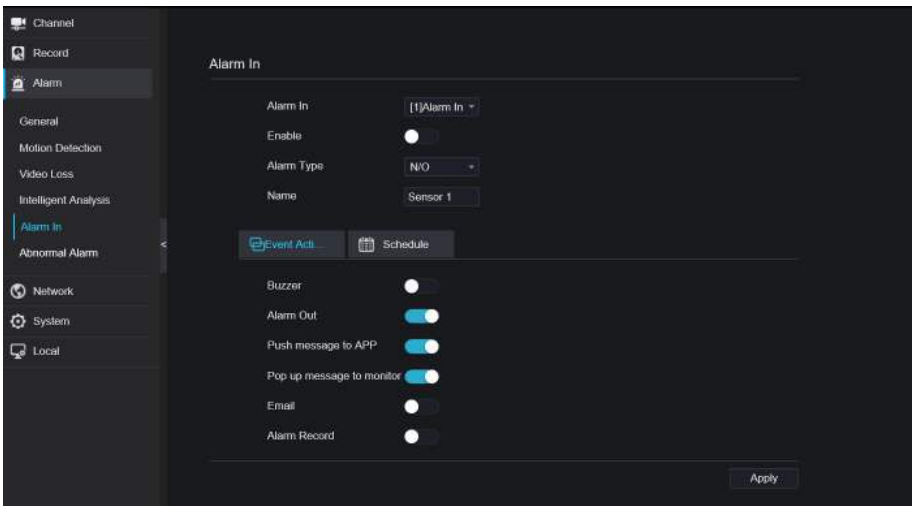 Channel
Record
Alarm
General
Motion Detection
Video Loss
Intelligent Analysis
Alarm In
Abnormal Alarm
Network
System
Local
<
Alarm In
Alarm In [1]Alarm In
Enable
Alarm Type N/O
Name Sensor 1
Event Acti... Schedule
Buzzer
Alarm Out
Push message to APP
Pop up message to monitor
Email
Alarm Record
Apply